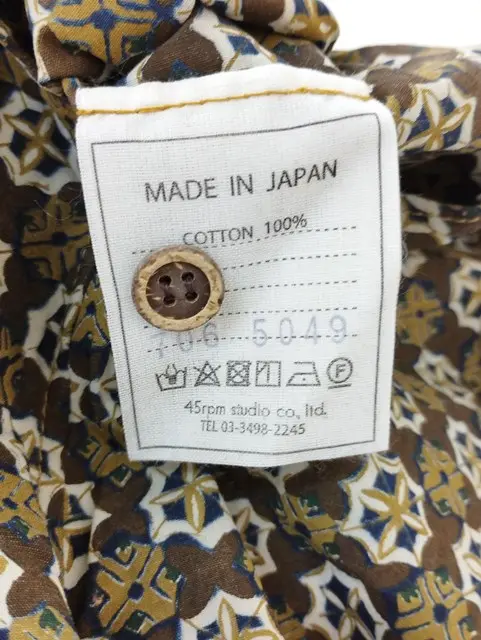 MADE IN JAPAN
COTTON 100%
706 5049
F
45rpm studio co., ltd.
TEL 03-3498-2245